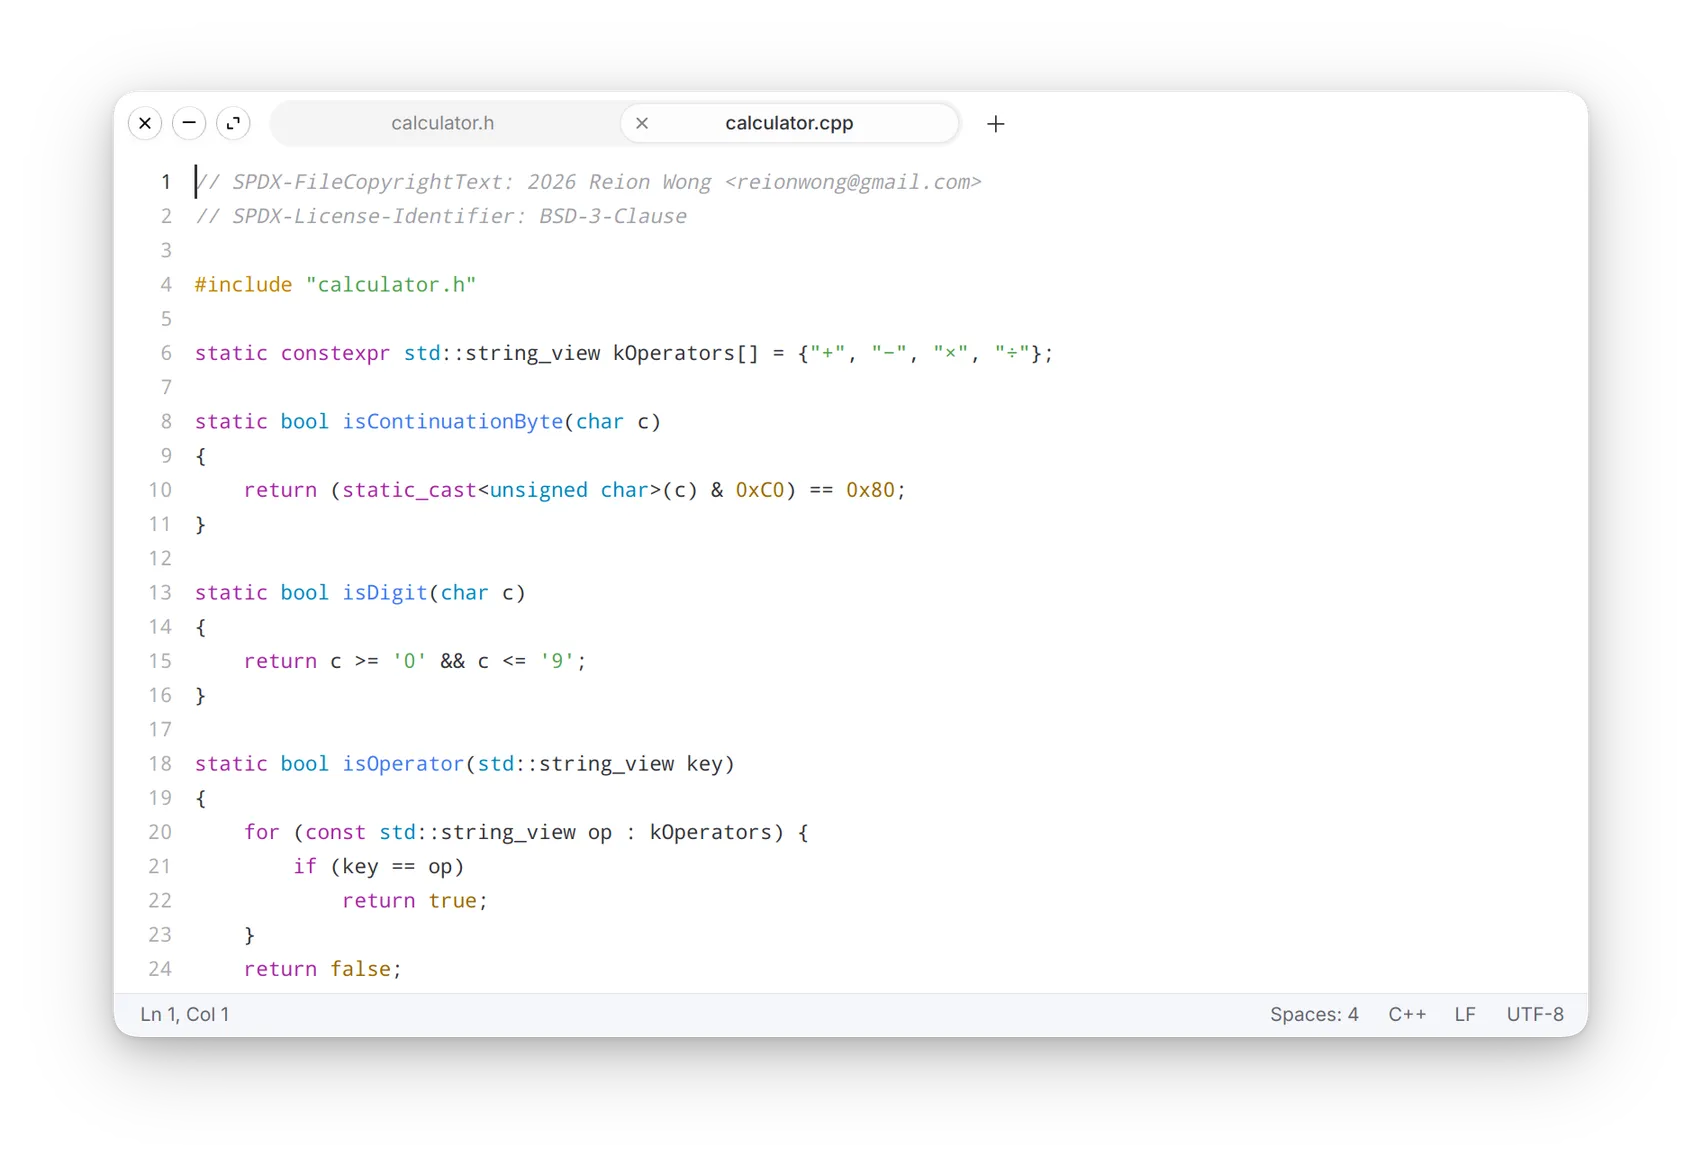 calculator.h
calculator.cpp
1 // SPDX-FileCopyrightText: 2026 Reion Wong <reionwong@gmail.com>
2 // SPDX-License-Identifier: BSD-3-Clause
3
4 #include "calculator.h"
5
6 static constexpr std::string_view kOperators[] = {"+", "−", "×", "÷"};
7
8 static bool isContinuationByte(char c)
9 {
10     return (static_cast<unsigned char>(c) & 0xC0) == 0x80;
11 }
12
13 static bool isDigit(char c)
14 {
15     return c >= '0' && c <= '9';
16 }
17
18 static bool isOperator(std::string_view key)
19 {
20     for (const std::string_view op : kOperators) {
21         if (key == op)
22             return true;
23     }
24     return false;
Ln 1, Col 1 Spaces: 4 C++ LF UTF-8